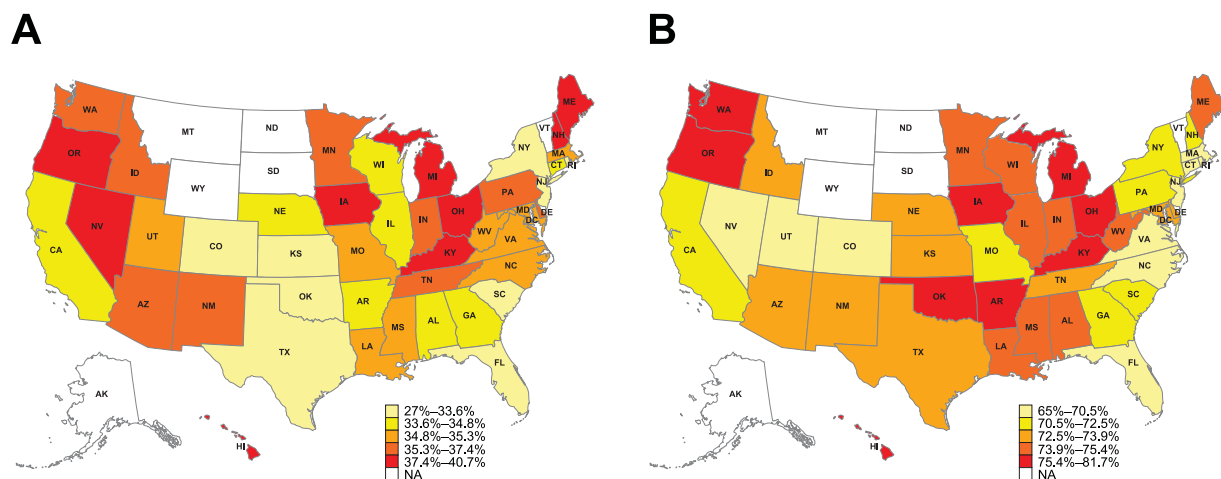 A
WA
MT
ND
MN
ME
VT
NH
NY
MA
CT
RI
OR
ID
SD
WI
MI
WY
PA
NJ
IA
NE
OH
MD
DE
DC
NV
UT
IL
IN
WV
VA
CA
CO
KS
MO
KY
NC
TN
AZ
NM
OK
AR
SC
MS
AL
GA
TX
LA
FL
AK
HI
27%–33.6%
33.6%–34.8%
34.8%–35.3%
35.3%–37.4%
37.4%–40.7%
NA
B
WA
MT
ND
MN
ME
VT
NH
NY
MA
CT
RI
OR
ID
SD
WI
MI
WY
PA
NJ
IA
NE
OH
MD
DE
DC
NV
UT
IL
IN
WV
VA
CA
CO
KS
MO
KY
NC
TN
AZ
NM
OK
AR
SC
MS
AL
GA
TX
LA
FL
AK
HI
65%–70.5%
70.5%–72.5%
72.5%–73.9%
73.9%–75.4%
75.4%–81.7%
NA